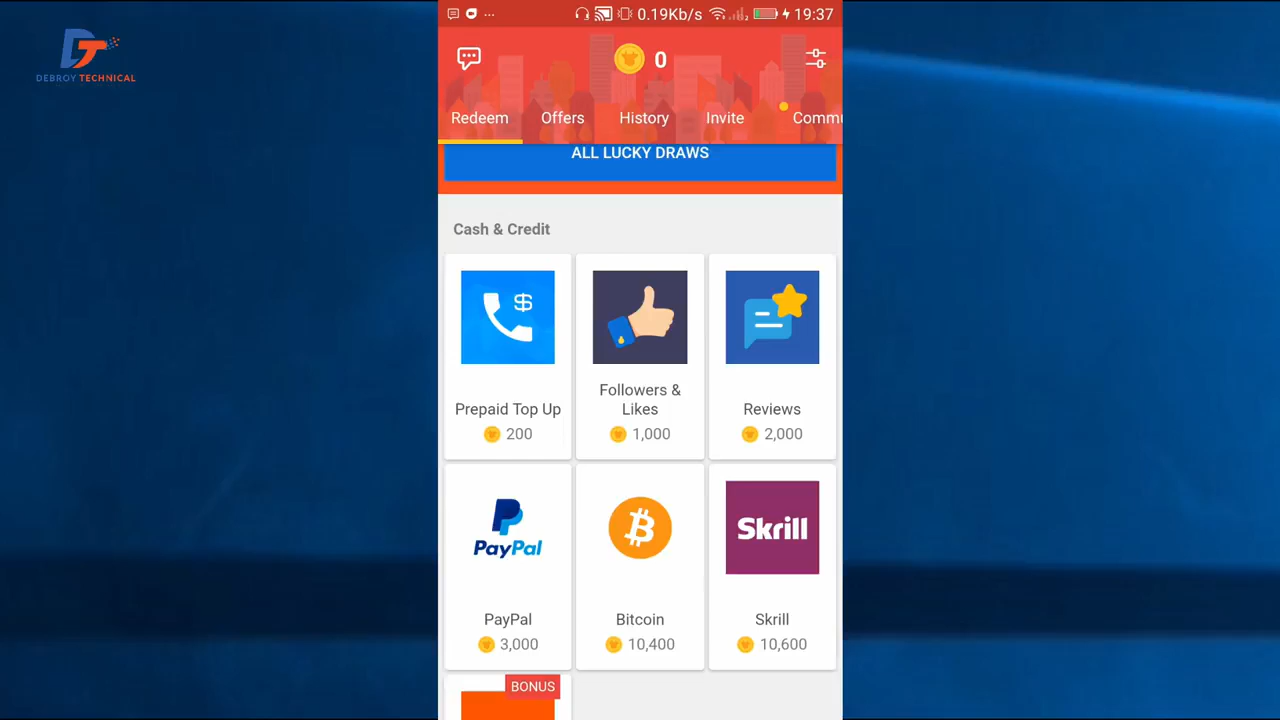 DT
DEBROY TECHNICAL
... 0.19Kb/s 19:37
0
Redeem Offers History Invite Commu
ALL LUCKY DRAWS
Cash & Credit
Prepaid Top Up
200
Followers &
Likes
1,000
Reviews
2,000
PayPal
PayPal
3,000
Bitcoin
10,400
Skrill
Skrill
10,600
BONUS